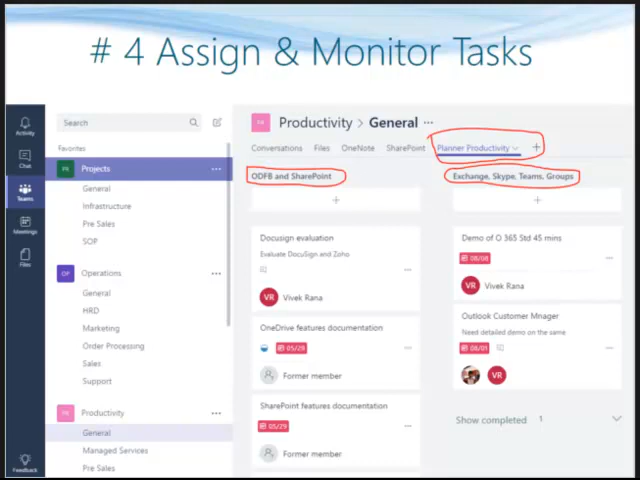 # 4 Assign & Monitor Tasks
Activity
Chat
Teams
Meetings
Files
Feedback
Search
Favorites
PR Projects
General
Infrastructure
Pre Sales
SOP
OP Operations
General
HRD
Marketing
Order Processing
Sales
Support
PR Productivity
General
Managed Services
Pre Sales
PR Productivity > General
Conversations Files OneNote SharePoint Planner Productivity +
ODFB and SharePoint
+
Docusign evaluation
Evaluate DocuSign and Zoho
VR Vivek Rana
OneDrive features documentation
05/29
Former member
SharePoint features documentation
05/29
Former member
Exchange, Skype, Teams, Groups
+
Demo of O 365 Std 45 mins
08/08
VR Vivek Rana
Outlook Customer Mnager
Need detailed demo on the same
08/01
VR
Show completed 1